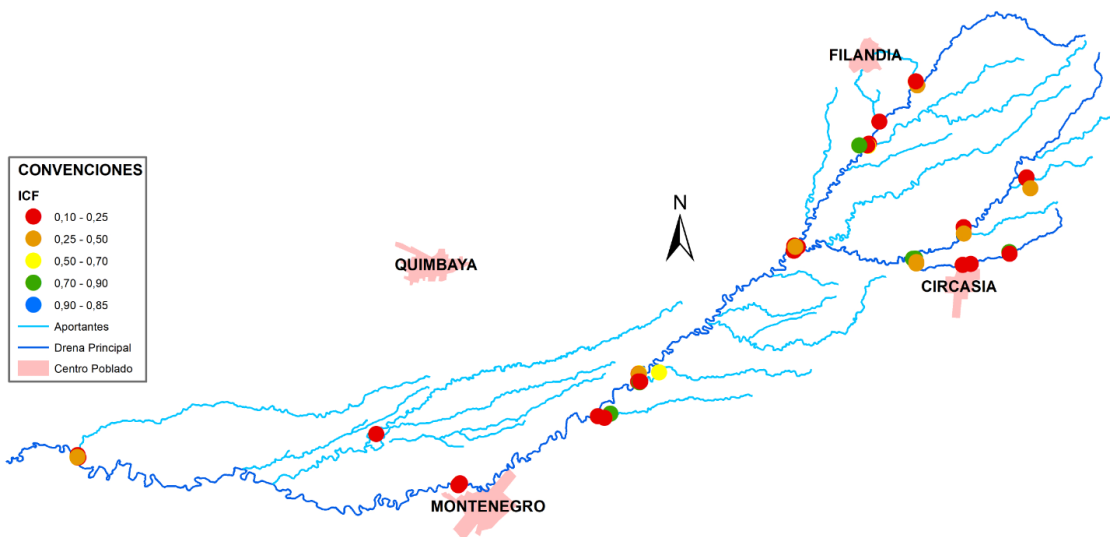 FILANDIA
CONVENCIONES
ICF
0,10 - 0,25
0,25 - 0,50
0,50 - 0,70
0,70 - 0,90
0,90 - 0,85
Aportantes
Drena Principal
Centro Poblado
N
QUIMBAYA
CIRCASIA
MONTENEGRO